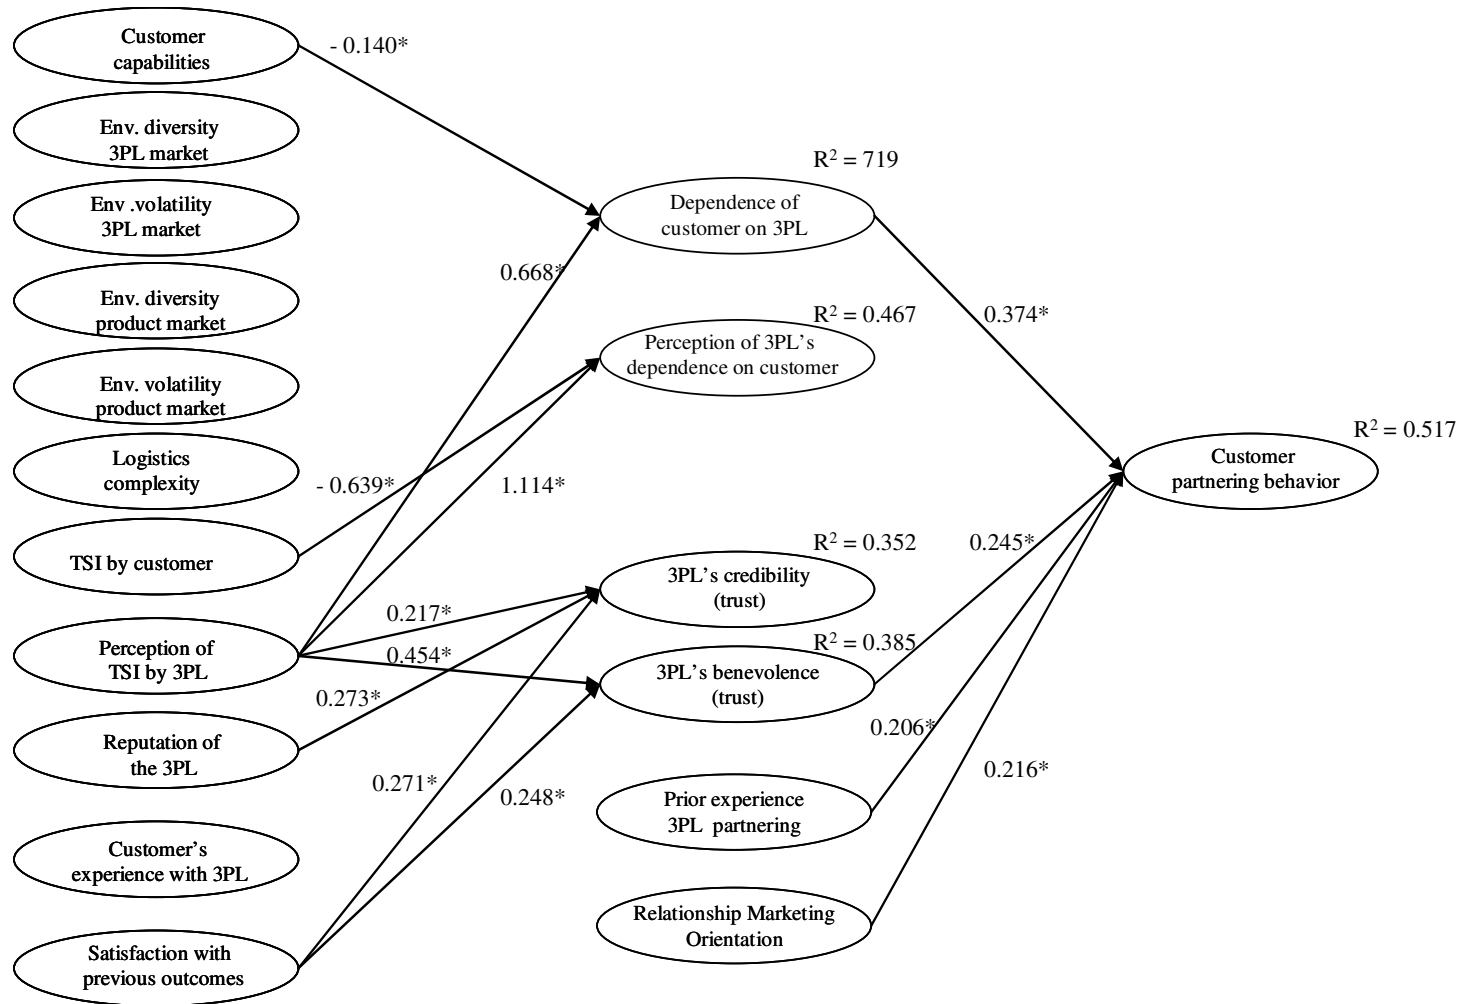 Customer
capabilities
- 0.140*
Env. diversity
3PL market
Env .volatility
3PL market
Env. diversity
product market
Env. volatility
product market
Logistics
complexity
TSI by customer
- 0.639*
Perception of
TSI by 3PL
Reputation of
the 3PL
Customer's
experience with 3PL
Satisfaction with
previous outcomes
0.668*
1.114*
0.217*
0.454*
0.273*
0.271*
0.248*
R² = 719
Dependence of
customer on 3PL
R² = 0.467
Perception of 3PL's
dependence on customer
R² = 0.352
3PL's credibility
(trust)
R² = 0.385
3PL's benevolence
(trust)
Prior experience
3PL partnering
Relationship Marketing
Orientation
0.374*
0.245*
0.206*
0.216*
R² = 0.517
Customer
partnering behavior